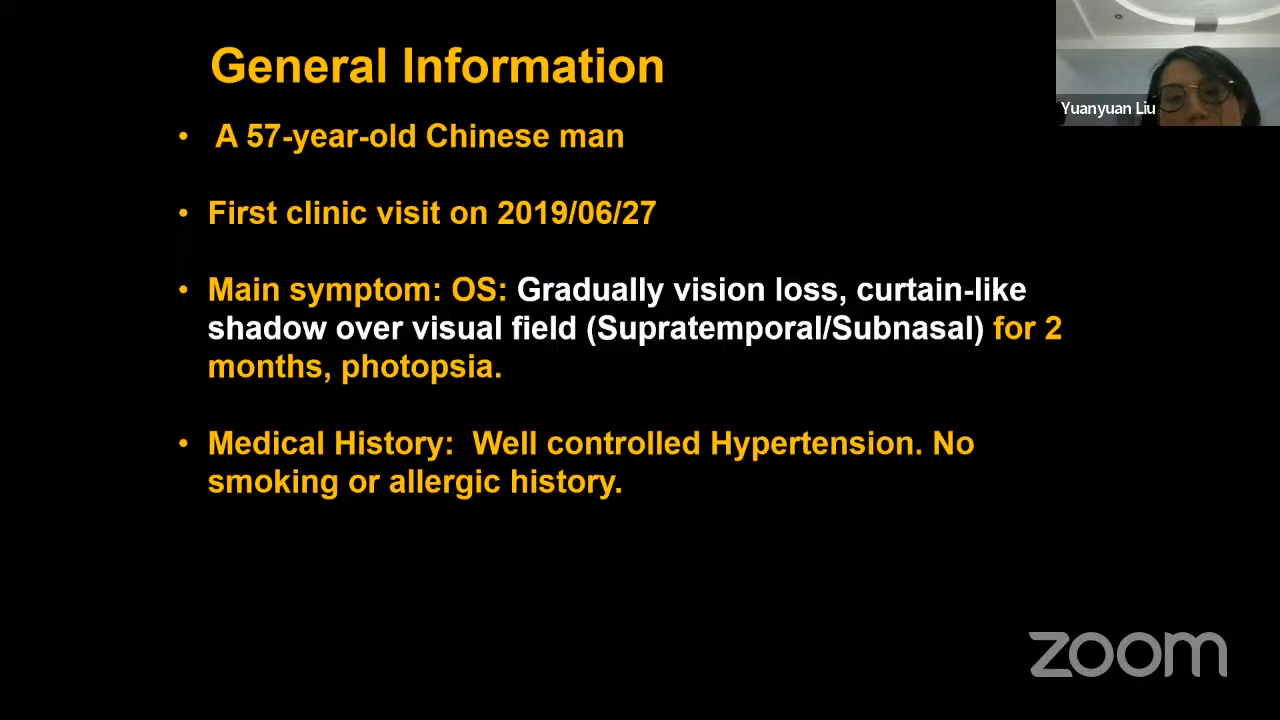 General Information
Yuanyuan Liu
• A 57-year-old Chinese man
• First clinic visit on 2019/06/27
• Main symptom: OS: Gradually vision loss, curtain-like
shadow over visual field (Supratemporal/Subnasal) for 2
months, photopsia.
• Medical History: Well controlled Hypertension. No
smoking or allergic history.
zoom